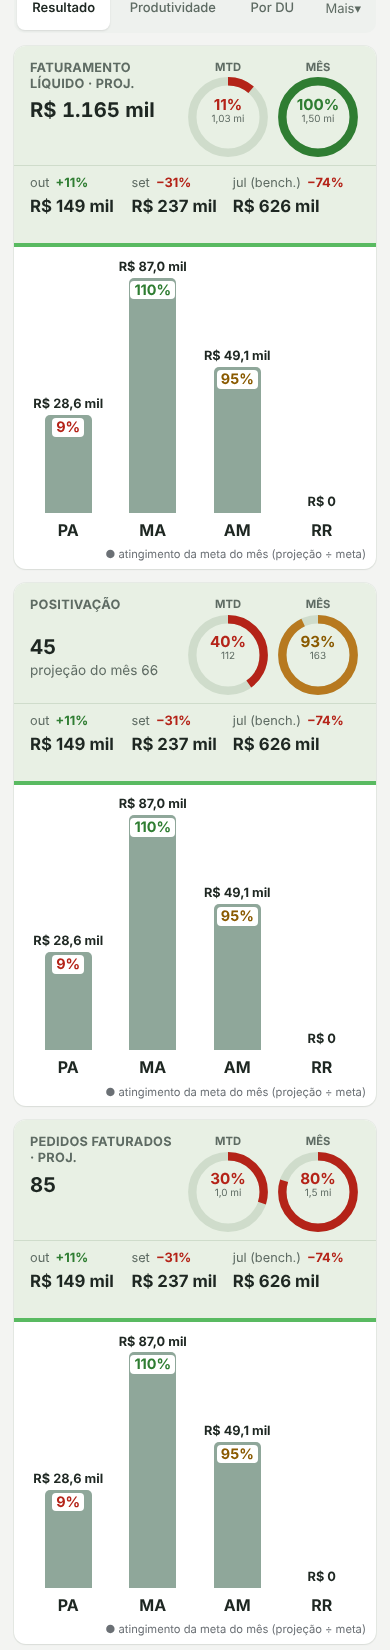 Resultado Produtividade Por DU Mais▾
FATURAMENTO
LÍQUIDO · PROJ.
R$ 1.165 mil
MTD
11%
1,03 mi
MÊS
100%
1,50 mi
out +11% set −31% jul (bench.) −74%
R$ 149 mil R$ 237 mil R$ 626 mil
R$ 87,0 mil
110%
R$ 49,1 mil
95%
R$ 28,6 mil
9%
R$ 0
PA MA AM RR
● atingimento da meta do mês (projeção ÷ meta)
POSITIVAÇÃO
45
projeção do mês 66
MTD
40%
112
MÊS
93%
163
out +11% set −31% jul (bench.) −74%
R$ 149 mil R$ 237 mil R$ 626 mil
R$ 87,0 mil
110%
R$ 49,1 mil
95%
R$ 28,6 mil
9%
R$ 0
PA MA AM RR
● atingimento da meta do mês (projeção ÷ meta)
PEDIDOS FATURADOS
· PROJ.
85
MTD
30%
1,0 mi
MÊS
80%
1,5 mi
out +11% set −31% jul (bench.) −74%
R$ 149 mil R$ 237 mil R$ 626 mil
R$ 87,0 mil
110%
R$ 49,1 mil
95%
R$ 28,6 mil
9%
R$ 0
PA MA AM RR
● atingimento da meta do mês (projeção ÷ meta)